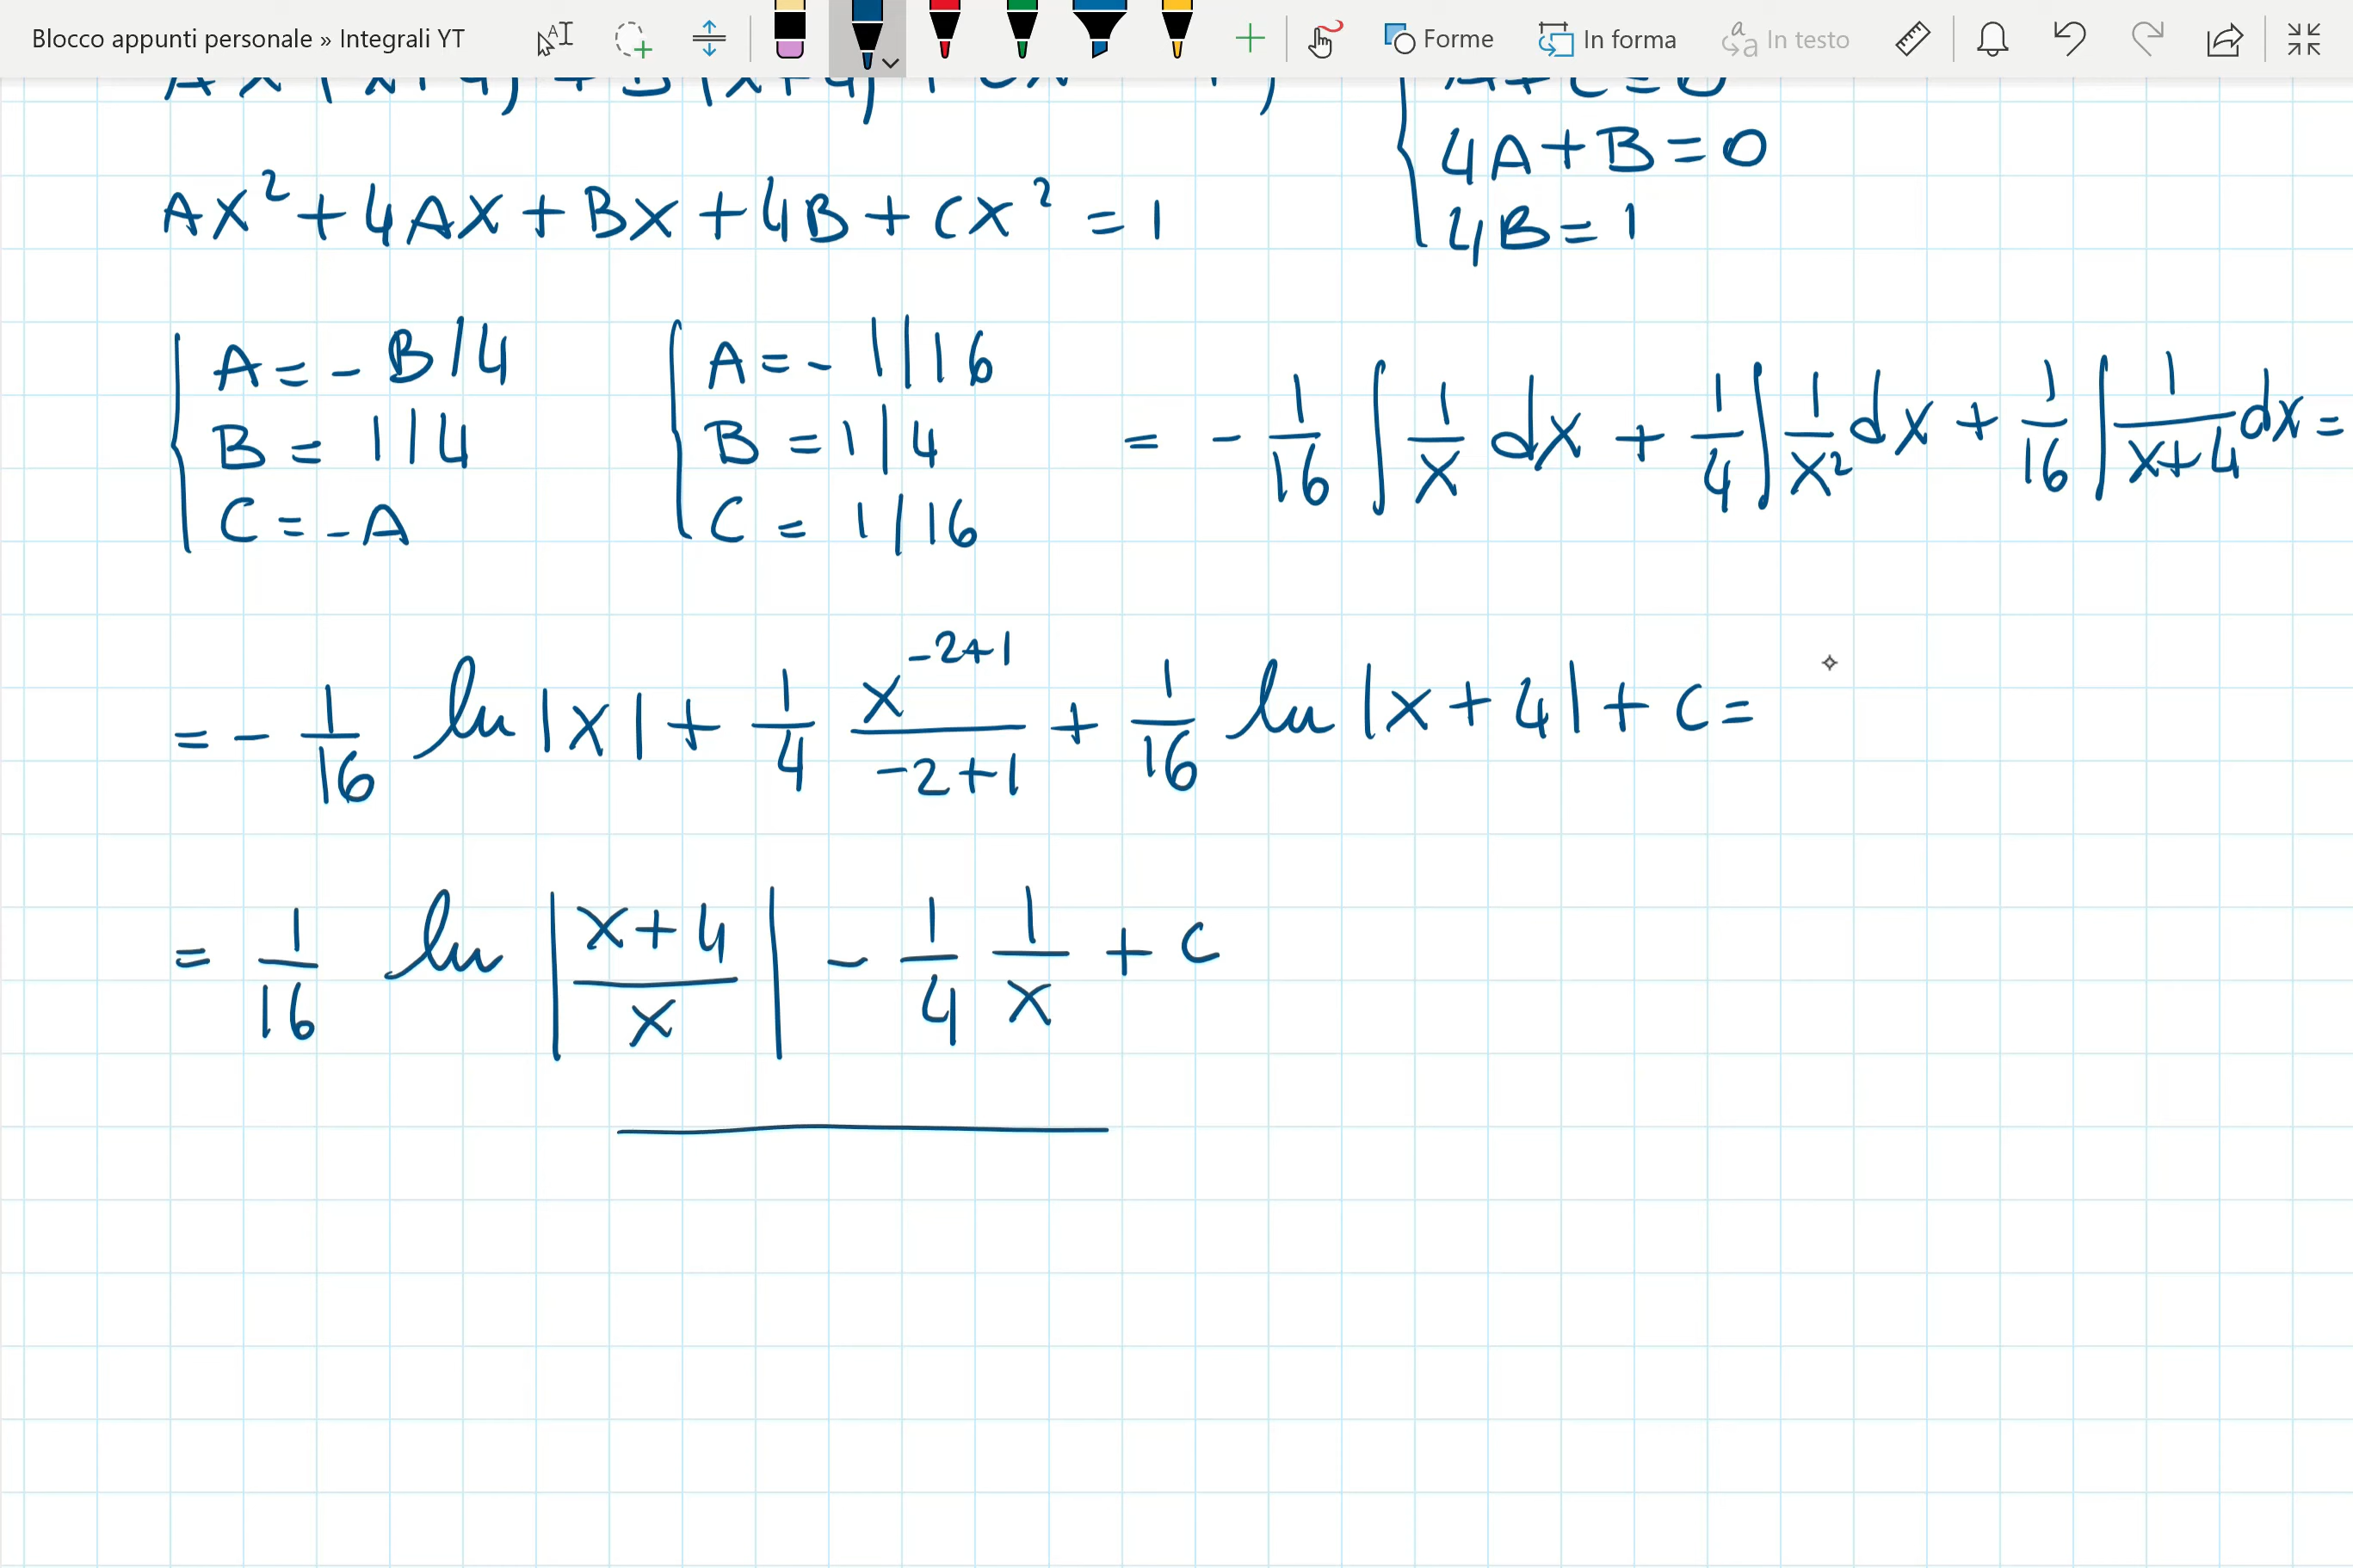 Blocco appunti personale » Integrali YT Forme In forma In testo
A+C=0
4A+B=0
Ax² + 4Ax + Bx + 4B + Cx² = 1
4B=1
A = -B/4
B = 1/4
C = -A
A = -1/16
B = 1/4
C = 1/16
= - 1/16 ∫ 1/x dx + 1/4 ∫ 1/x² dx + 1/16 ∫ 1/(x+4) dx =
= - 1/16 ln |x| + 1/4 x^(-2+1)/(-2+1) + 1/16 ln |x+4| + c =
= 1/16 ln |(x+4)/x| - 1/4 1/x + c